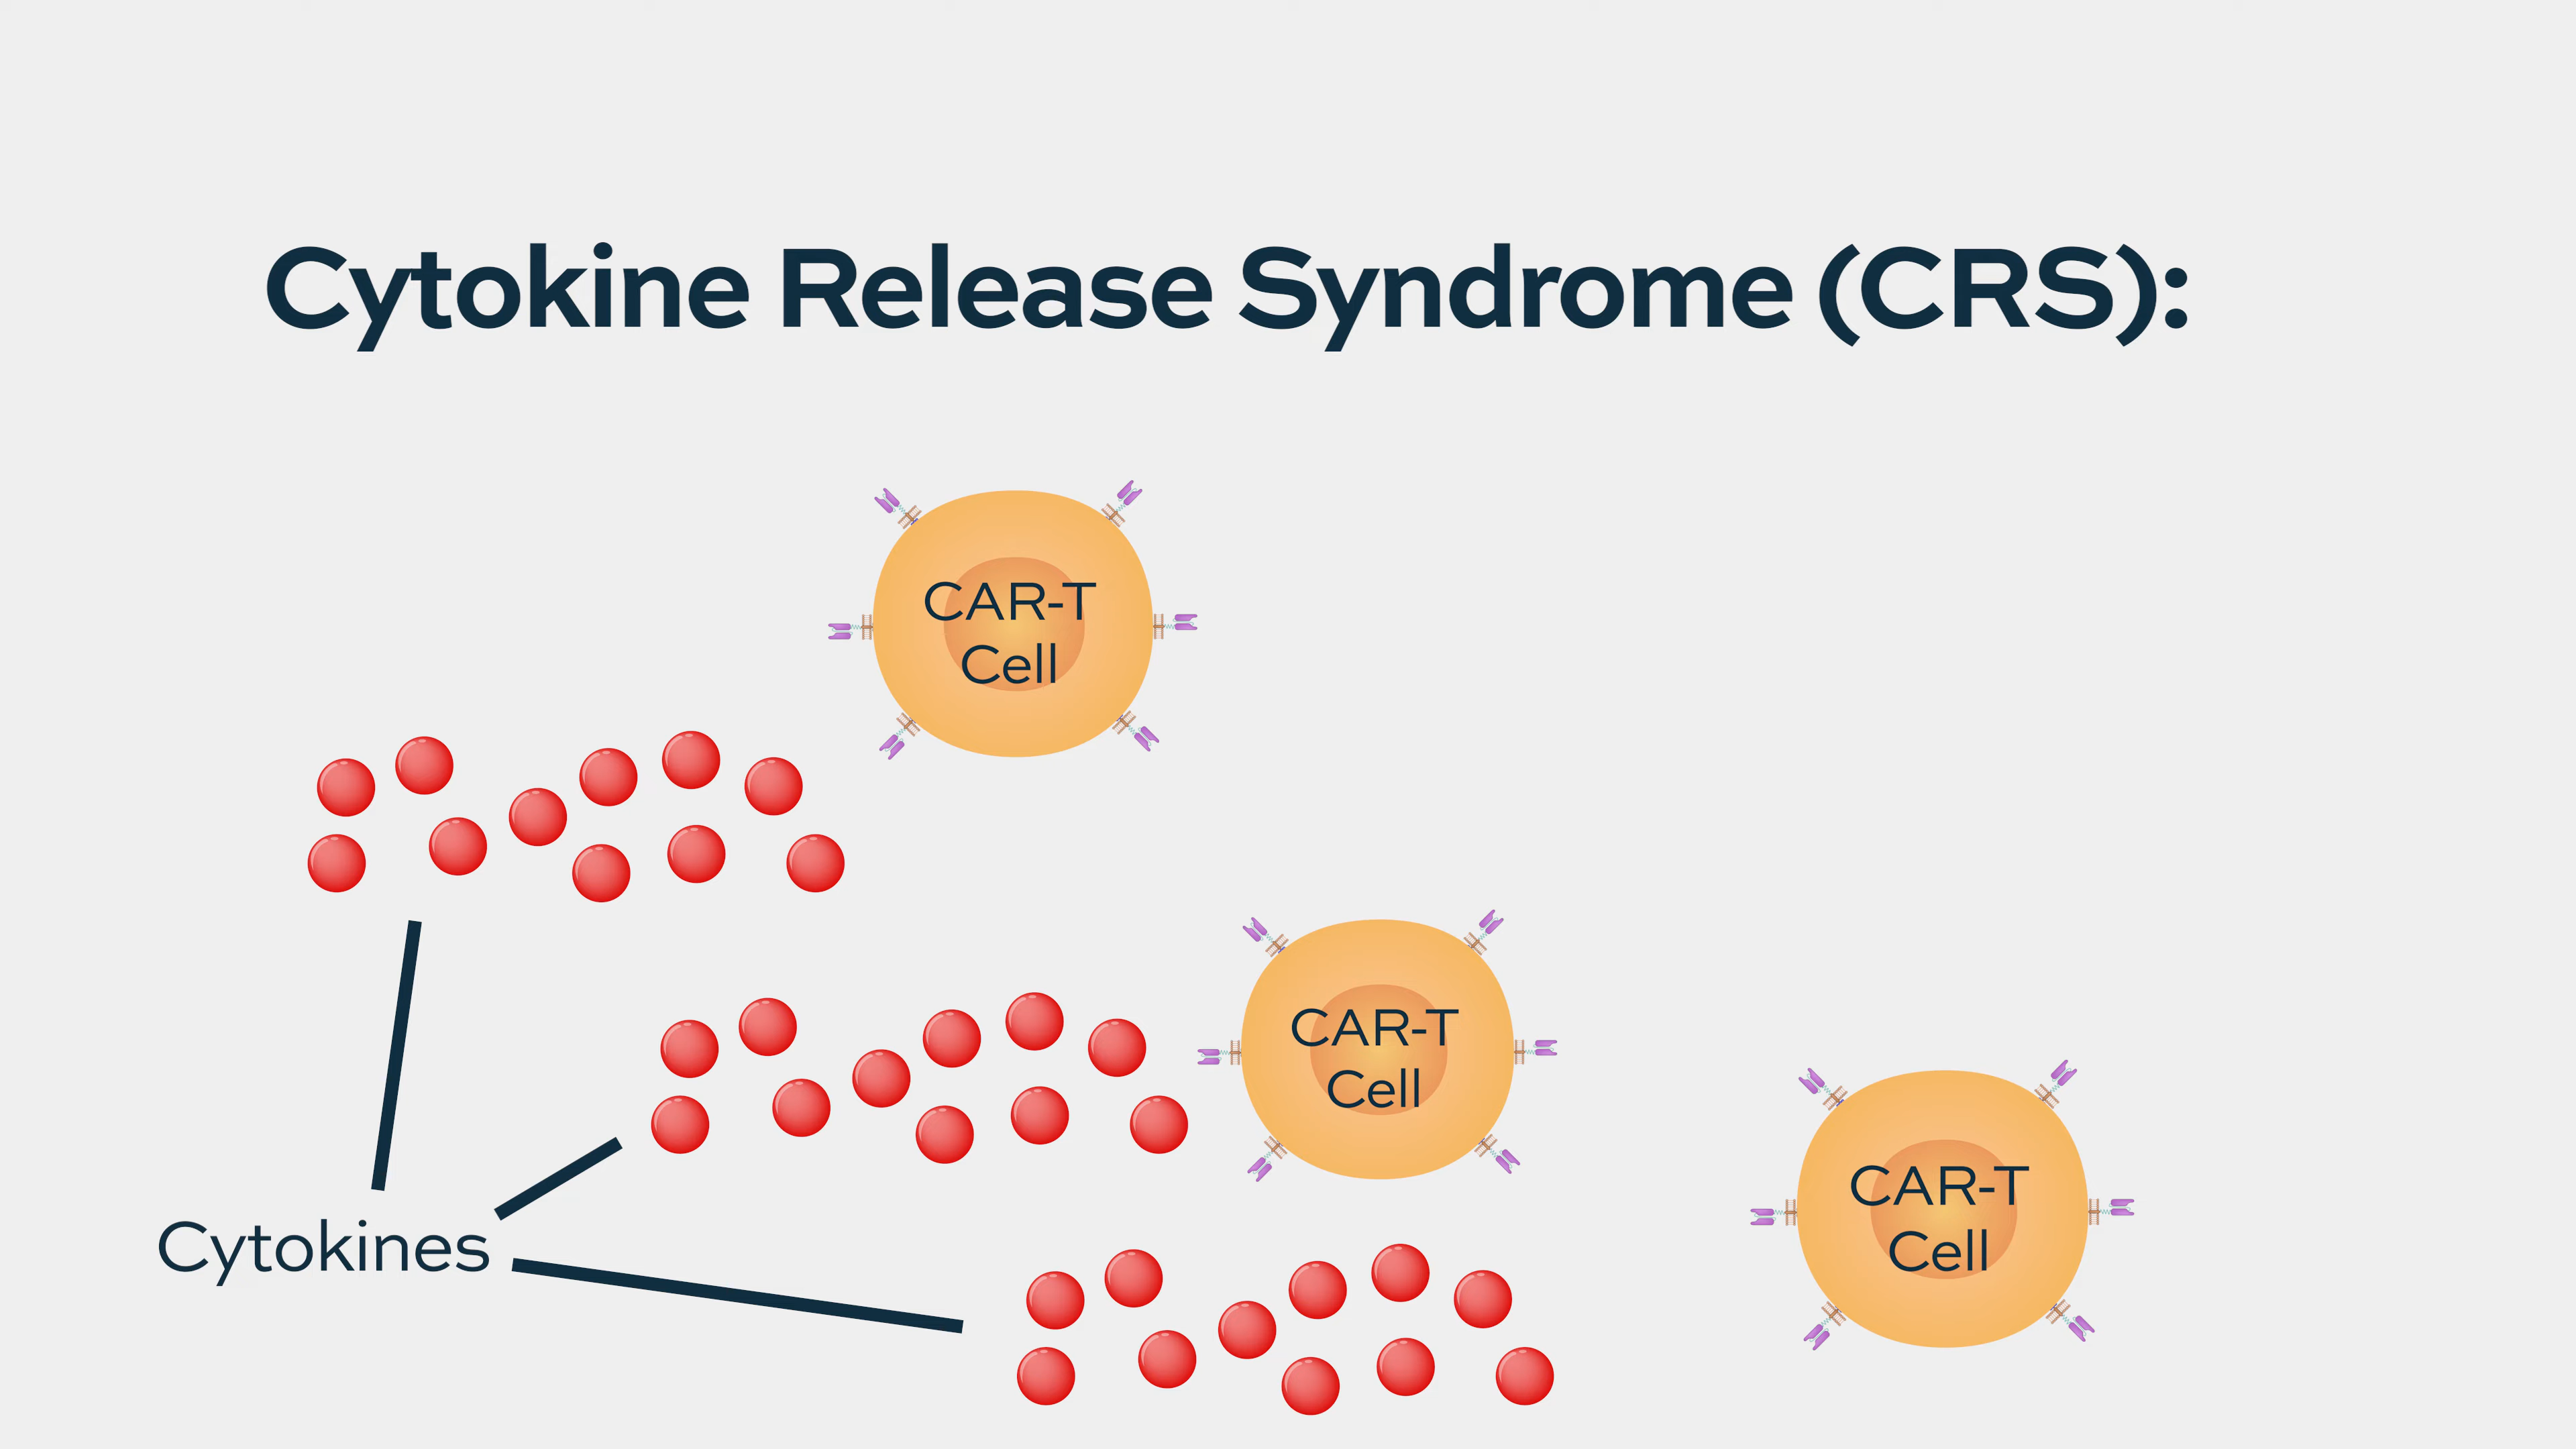 Cytokine Release Syndrome (CRS):
CAR-T
Cell
CAR-T
Cell
CAR-T
Cell
Cytokines